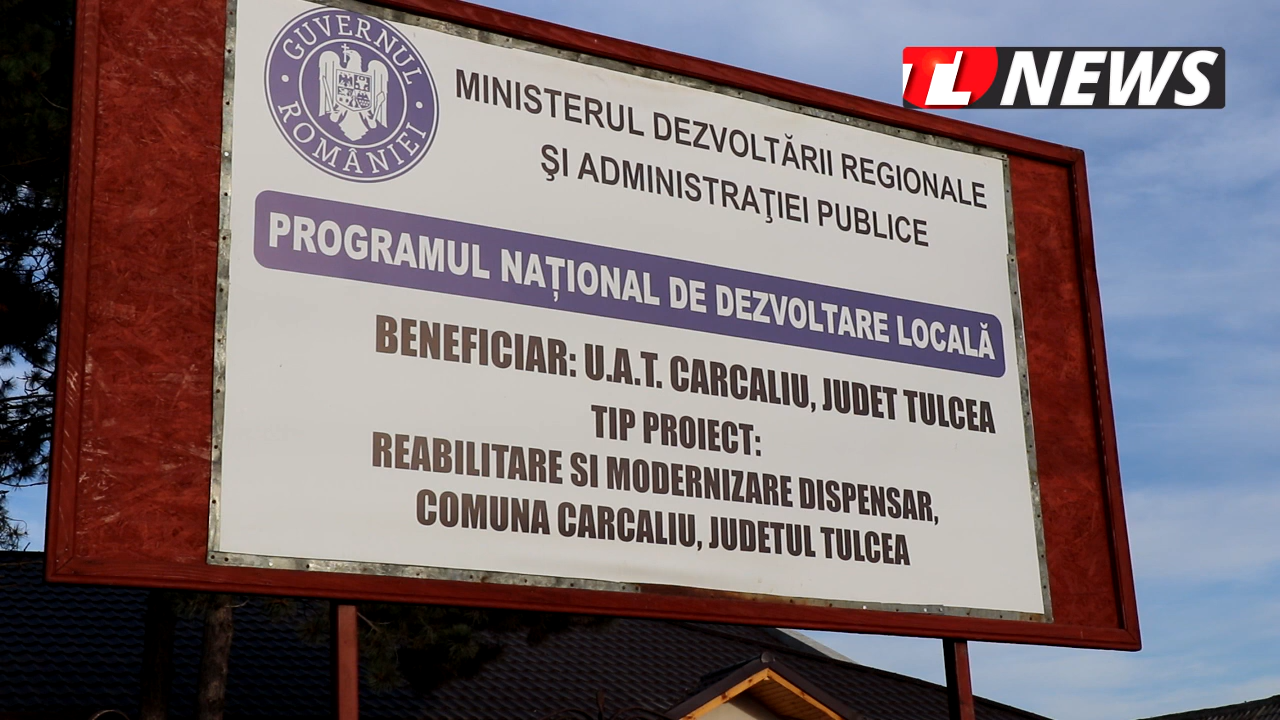 TL NEWS
GUVERNUL ROMÂNIEI
MINISTERUL DEZVOLTĂRII REGIONALE
ŞI ADMINISTRAŢIEI PUBLICE
PROGRAMUL NAȚIONAL DE DEZVOLTARE LOCALĂ
BENEFICIAR: U.A.T. CARCALIU, JUDET TULCEA
TIP PROIECT:
REABILITARE SI MODERNIZARE DISPENSAR,
COMUNA CARCALIU, JUDETUL TULCEA